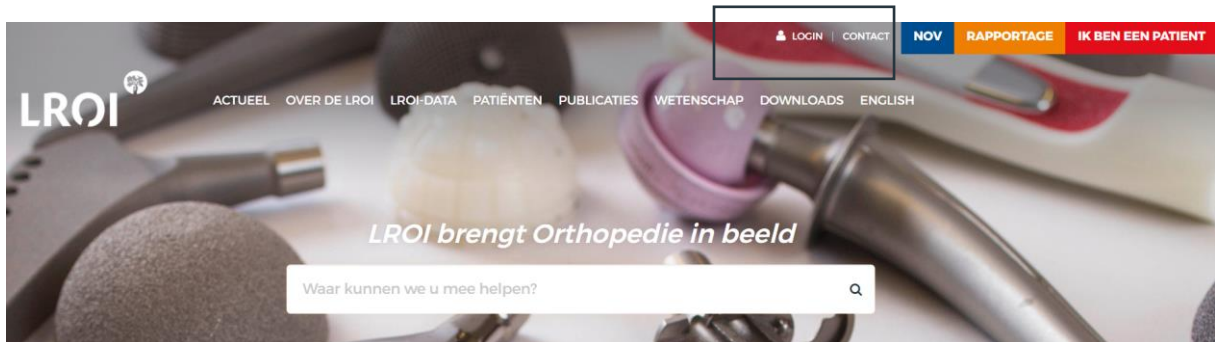 LOGIN | CONTACT NOV RAPPORTAGE IK BEN EEN PATIENT
LROI
ACTUEEL OVER DE LROI LROI-DATA PATIËNTEN PUBLICATIES WETENSCHAP DOWNLOADS ENGLISH
LROI brengt Orthopedie in beeld
Waar kunnen we u mee helpen?